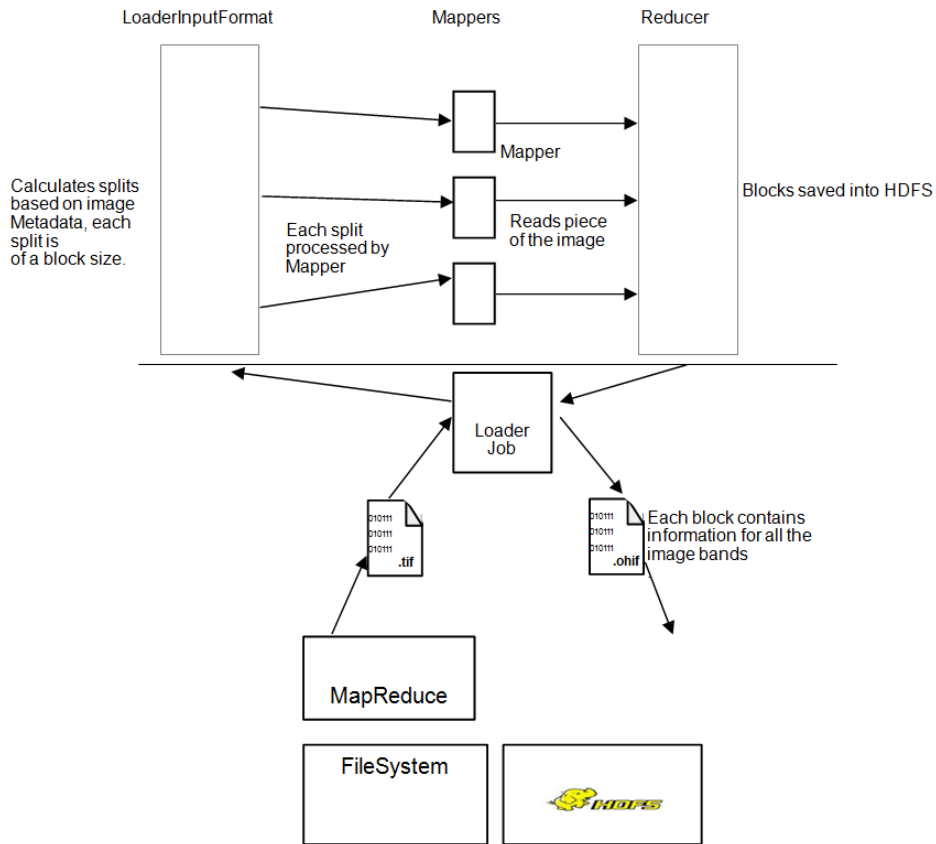 LoaderInputFormat
Mappers
Reducer
Mapper
Calculates splits
based on image
Metadata, each
split is
of a block size.
Each split
processed by
Mapper
Reads piece
of the image
Blocks saved into HDFS
Loader
Job
010111
010111
010111
.tif
010111
010111
010111
.ohif
Each block contains
information for all the
image bands
.
MapReduce
FileSystem
HDFS